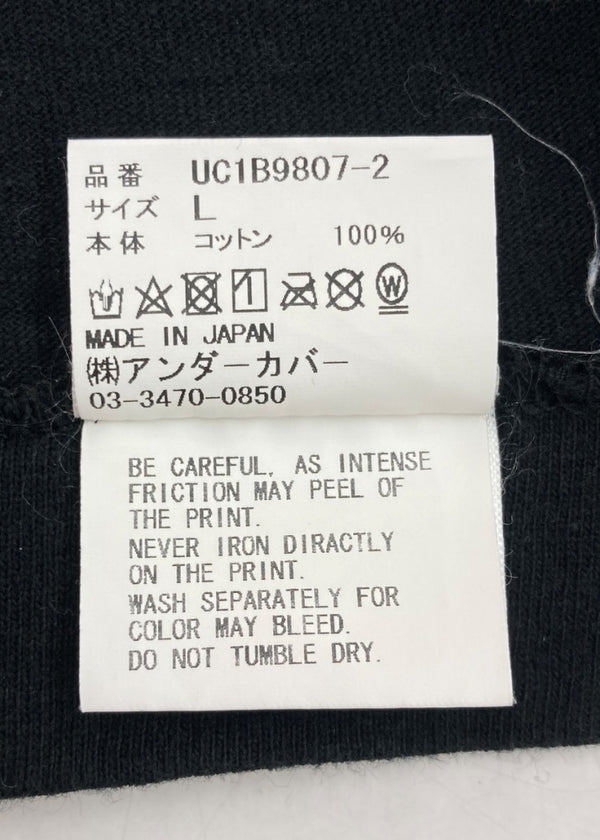 品番 UC1B9807-2
サイズ L
本体 コットン 100%
W
MADE IN JAPAN
(株)アンダーカバー
03-3470-0850
BE CAREFUL, AS INTENSE
FRICTION MAY PEEL OF
THE PRINT.
NEVER IRON DIRACTLY
ON THE PRINT.
WASH SEPARATELY FOR
COLOR MAY BLEED.
DO NOT TUMBLE DRY.